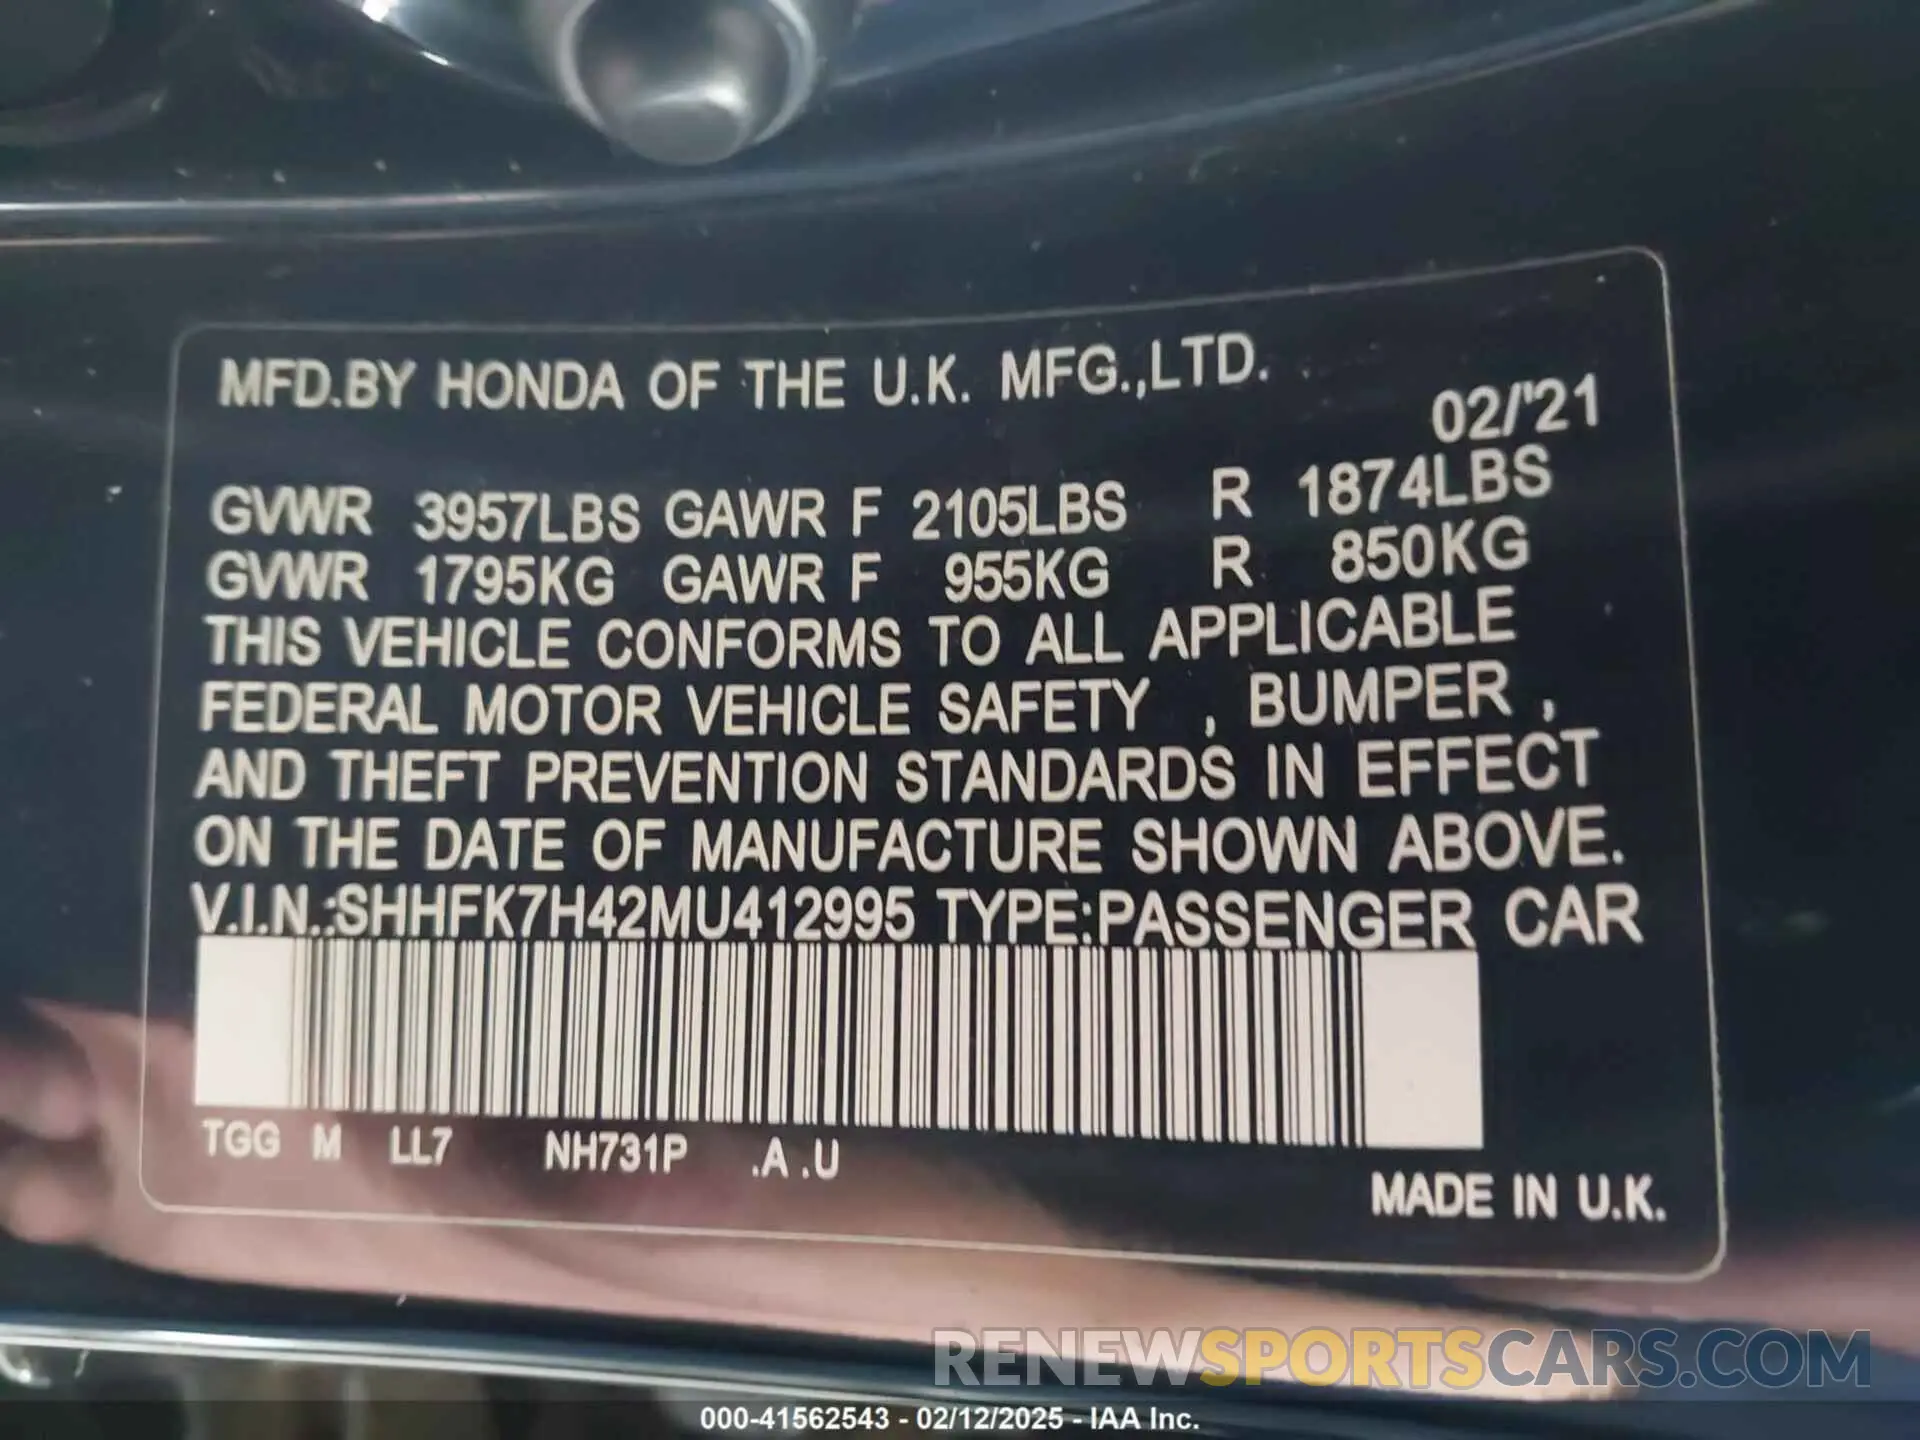 MFD.BY HONDA OF THE U.K. MFG.,LTD.
02/'21
GVWR 3957LBS GAWR F 2105LBS R 1874LBS
GVWR 1795KG GAWR F 955KG R 850KG
THIS VEHICLE CONFORMS TO ALL APPLICABLE
FEDERAL MOTOR VEHICLE SAFETY , BUMPER ,
AND THEFT PREVENTION STANDARDS IN EFFECT
ON THE DATE OF MANUFACTURE SHOWN ABOVE.
V.I.N.:SHHFK7H42MU412995 TYPE:PASSENGER CAR
TGG M LL7 NH731P .A .U
MADE IN U.K.
RENEWSPORTSCARS.COM
000-41562543 - 02/12/2025 - IAA Inc.